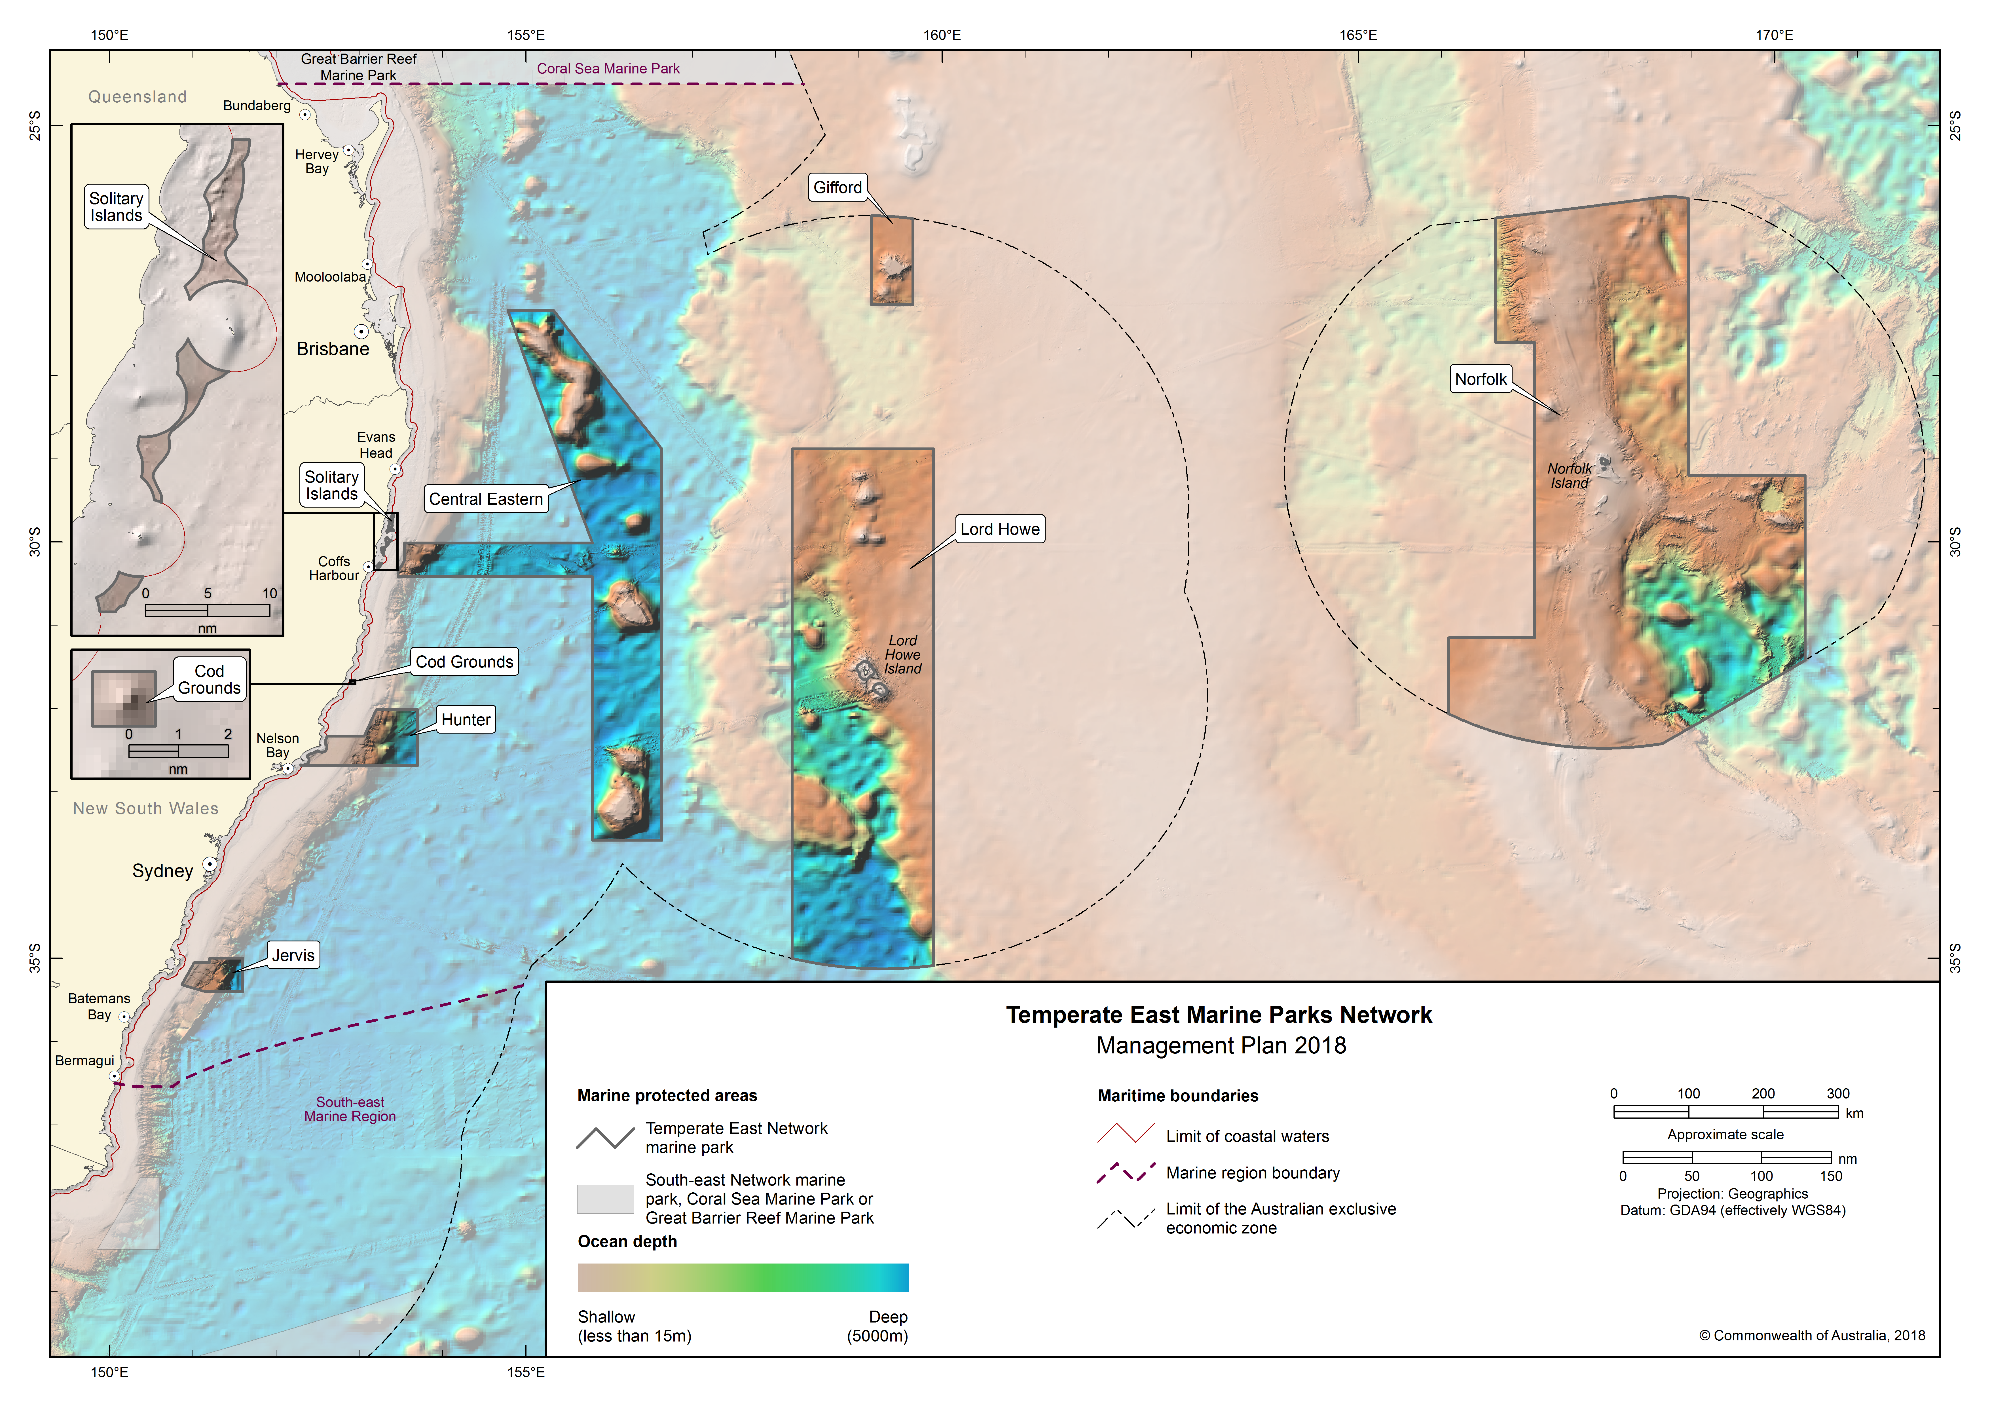 150°E
155°E
160°E
165°E
170°E
Great Barrier Reef
Marine Park
Coral Sea Marine Park
Queensland
Bundaberg
25°S
25°S
Hervey
Bay
Gifford
Solitary
Islands
Mooloolaba
Brisbane
Norfolk
Evans
Head
Norfolk
Island
Solitary
Islands
Central Eastern
Lord Howe
30°S
30°S
Coffs
Harbour
0
5
10
nm
Lord
Howe
Island
Cod Grounds
Cod
Grounds
0
1
2
nm
Hunter
Nelson
Bay
New South Wales
Sydney
35°S
35°S
Jervis
Batemans
Bay
Bermagui
South-east
Marine Region
Temperate East Marine Parks Network
Management Plan 2018
Marine protected areas
Temperate East Network
marine park
South-east Network marine
park, Coral Sea Marine Park or
Great Barrier Reef Marine Park
Ocean depth
Shallow
(less than 15m)
Deep
(5000m)
Maritime boundaries
Limit of coastal waters
Marine region boundary
Limit of the Australian exclusive
economic zone
0 100 200 300
km
Approximate scale
nm
0 50 100 150
Projection: Geographics
Datum: GDA94 (effectively WGS84)
© Commonwealth of Australia, 2018
150°E
155°E